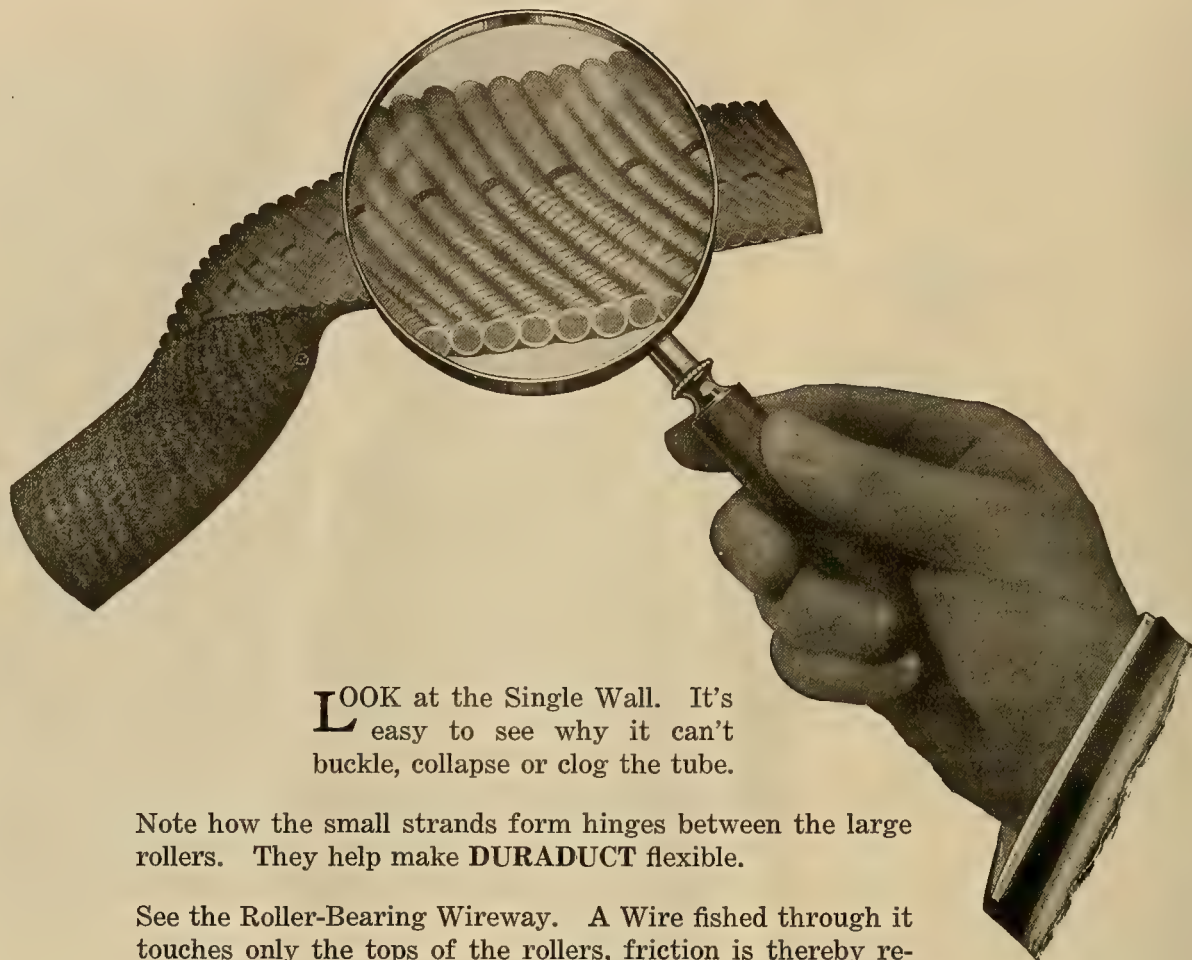 LOOK at the Single Wall. It's
easy to see why it can't
buckle, collapse or clog the tube.
Note how the small strands form hinges between the large
rollers. They help make DURADUCT flexible.
See the Roller-Bearing Wireway. A Wire fished through it
touches only the tops of the rollers, friction is thereby re-